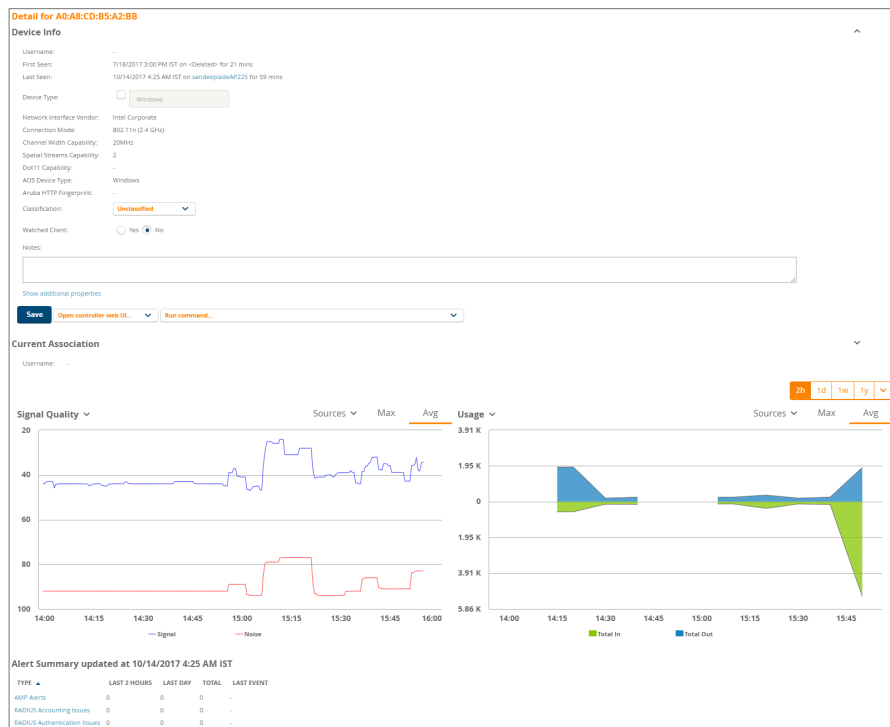 Detail for A0:A8:CD:B5:A2:BB
Device Info
Username: -
First Seen: 7/18/2017 3:00 PM IST on <Deleted> for 21 mins
Last Seen: 10/14/2017 4:25 AM IST on sandeepladeAP225 for 59 mins
Device Type: Windows
Network Interface Vendor: Intel Corporate
Connection Mode: 802.11n (2.4 GHz)
Channel Width Capability: 20MHz
Spatial Streams Capability: 2
Dot11 Capability: -
AOS Device Type: Windows
Aruba HTTP Fingerprint: -
Classification: Unclassified
Watched Client: Yes No
Notes:
Show additional properties
Save Open controller web UI... Run command...
Current Association
Username: -
2h 1d 1w 1y
Signal Quality Sources Max Avg
20
40
60
80
100
14:00 14:15 14:30 14:45 15:00 15:15 15:30 15:45 16:00
Signal Noise
Usage Sources Max Avg
3.91 K
1.95 K
0
1.95 K
3.91 K
5.86 K
14:00 14:15 14:30 14:45 15:00 15:15 15:30 15:45
Total In Total Out
Alert Summary updated at 10/14/2017 4:25 AM IST
TYPE LAST 2 HOURS LAST DAY TOTAL LAST EVENT
AMP Alerts 0 0 0 -
RADIUS Accounting Issues 0 0 0 -
RADIUS Authentication Issues 0 0 0 -